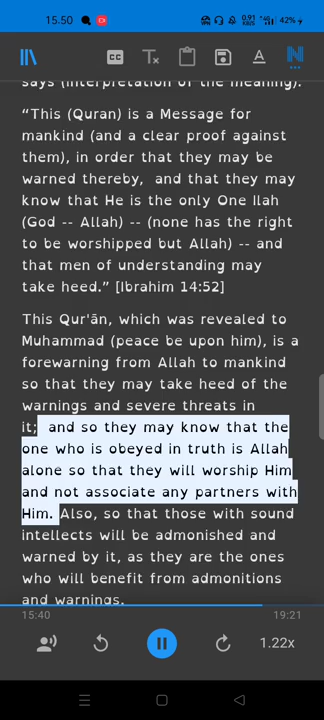 15.50
0.91
KB/S
4G
42%
CC
says (interpretation of the meaning):
“This (Quran) is a Message for
mankind (and a clear proof against
them), in order that they may be
warned thereby,  and that they may
know that He is the only One Ilah
(God -- Allah) -- (none has the right
to be worshipped but Allah) -- and
that men of understanding may
take heed.” [Ibrahim 14:52]
This Qur'ān, which was revealed to
Muhammad (peace be upon him), is a
forewarning from Allah to mankind
so that they may take heed of the
warnings and severe threats in
it;  and so they may know that the
one who is obeyed in truth is Allah
alone so that they will worship Him
and not associate any partners with
Him. Also, so that those with sound
intellects will be admonished and
warned by it, as they are the ones
who will benefit from admonitions
and warnings.
15:40
19:21
1.22x